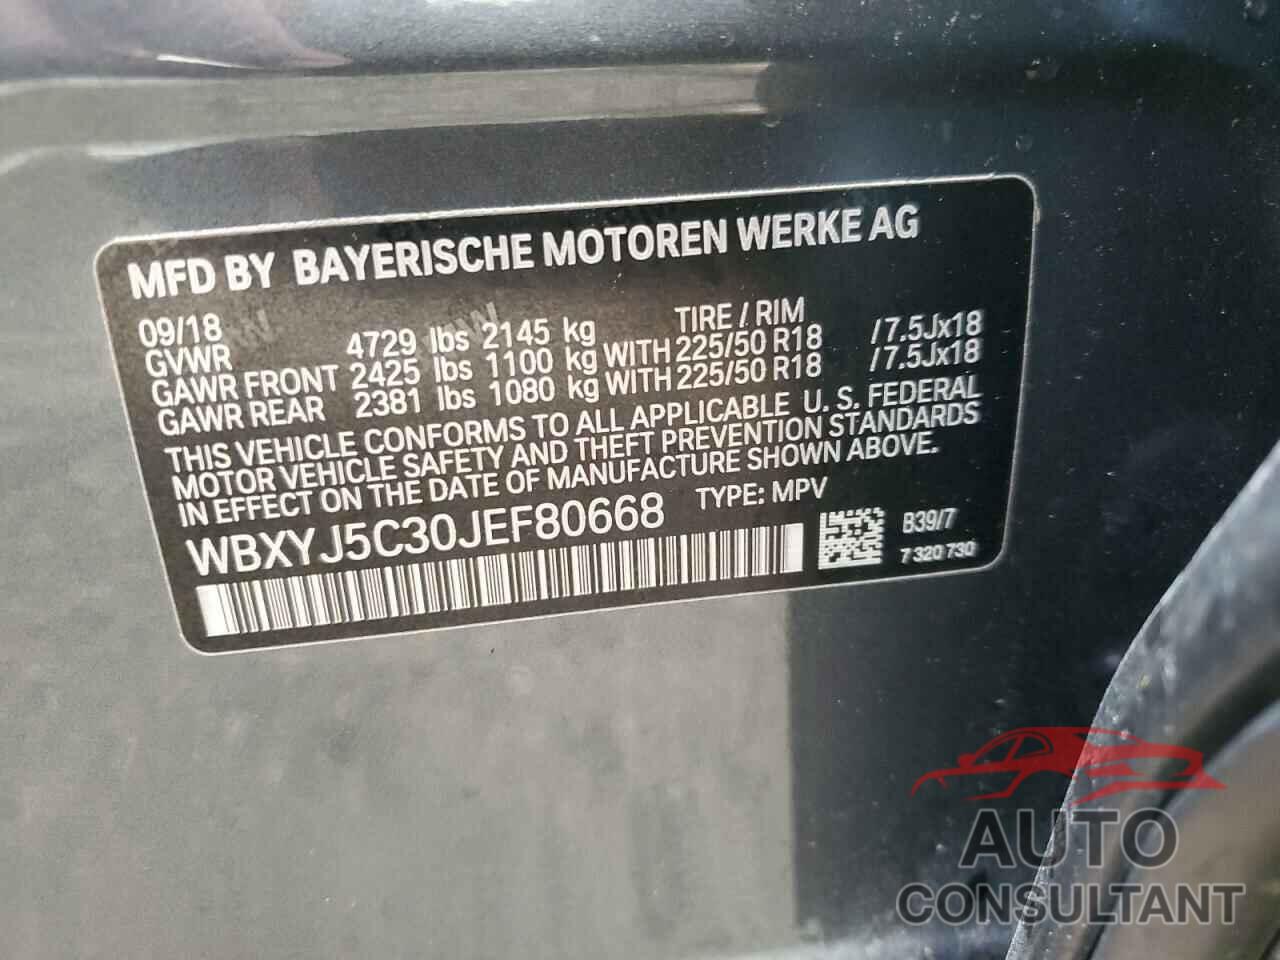 MFD BY BAYERISCHE MOTOREN WERKE AG
09/18 TIRE / RIM
GVWR 4729 lbs 2145 kg
GAWR FRONT 2425 lbs 1100 kg WITH 225/50 R18 /7.5Jx18
GAWR REAR 2381 lbs 1080 kg WITH 225/50 R18 /7.5Jx18
THIS VEHICLE CONFORMS TO ALL APPLICABLE U. S. FEDERAL
MOTOR VEHICLE SAFETY AND THEFT PREVENTION STANDARDS
IN EFFECT ON THE DATE OF MANUFACTURE SHOWN ABOVE.
WBXYJ5C30JEF80668 TYPE: MPV
B39/7
7 320 730
AUTO
CONSULTANT